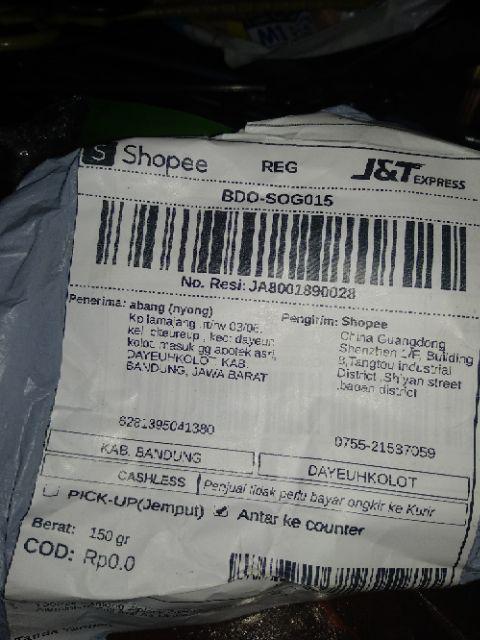 S Shopee REG J&T EXPRESS
BDO-SOG015
No. Resi: JA8001890028
Penerima: abang (nyong)
Kp lamajang rt/rw 03/06,
kel. citeureup , kec. dayeuh
kolot masuk gg apotek asri,
DAYEUHKOLOT KAB.
BANDUNG, JAWA BARAT
6281395041380
Pengirim: Shopee
China Guangdong
Shenzhen 1/F, Building
8,Tangtou industrial
District ,Shiyan street
,baoan district
0755-21537059
KAB. BANDUNG
DAYEUHKOLOT
CASHLESS Penjual tidak perlu bayar ongkir ke Kurir
PICK-UP(Jemput) Antar ke counter
Berat: 150 gr
COD: Rp0.0